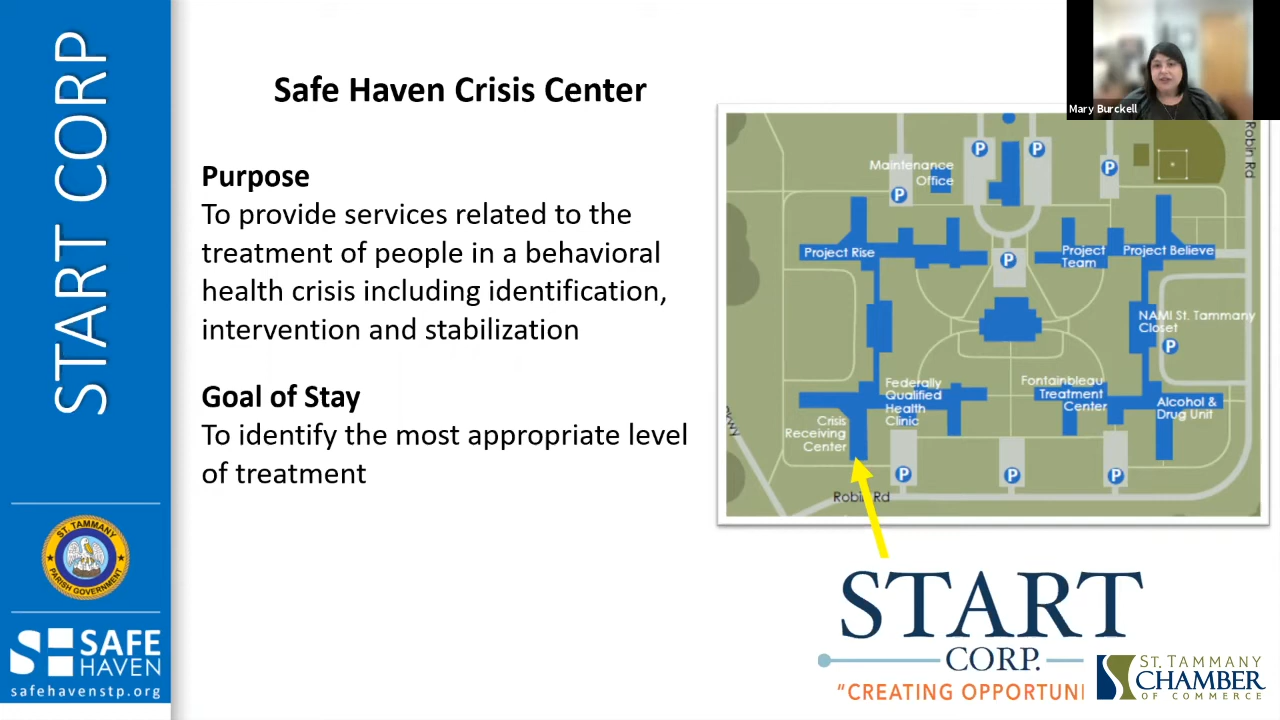 START CORP
Safe Haven Crisis Center
Purpose
To provide services related to the
treatment of people in a behavioral
health crisis including identification,
intervention and stabilization
Goal of Stay
To identify the most appropriate level
of treatment
ST. TAMMANY
PARISH GOVERNMENT
SAFE
HAVEN
safehavenstp.org
Mary Burckell
Robin Rd
P
P
P
Maintenance
Office
P
Project Rise
P
Project
Team
Project Believe
NAMI St. Tammany
Closet
P
Federally
Qualified
Health
Clinic
Fontainbleau
Treatment
Center
Alcohol &
Drug Unit
Crisis
Receiving
Center
P
P
P
Robin Rd
START
CORP.
"CREATING OPPORTUNI
ST. TAMMANY
CHAMBER
OF COMMERCE